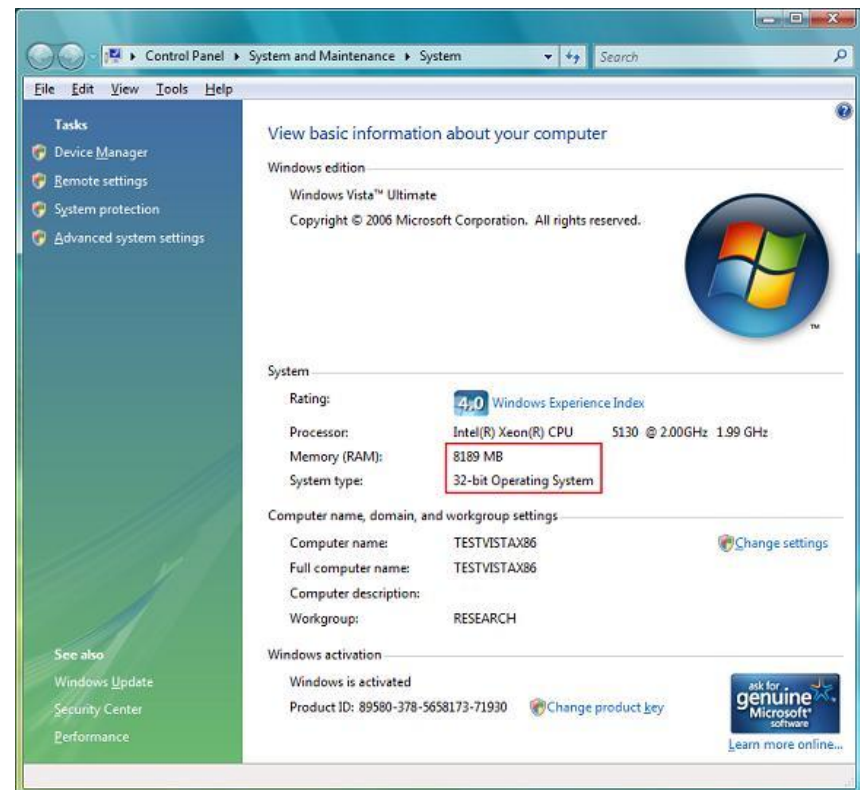 Control Panel ▸ System and Maintenance ▸ System
Search
File Edit View Tools Help
Tasks
Device Manager
Remote settings
System protection
Advanced system settings
View basic information about your computer
Windows edition
Windows Vista™ Ultimate
Copyright © 2006 Microsoft Corporation. All rights reserved.
TM
System
Rating: 4,0 Windows Experience Index
Processor: Intel(R) Xeon(R) CPU 5130 @ 2.00GHz 1.99 GHz
Memory (RAM): 8189 MB
System type: 32-bit Operating System
Computer name, domain, and workgroup settings
Computer name: TESTVISTAX86 Change settings
Full computer name: TESTVISTAX86
Computer description:
Workgroup: RESEARCH
See also
Windows Update
Security Center
Performance
Windows activation
Windows is activated
Product ID: 89580-378-5658173-71930 Change product key
ask for
genuine
Microsoft®
software
Learn more online...